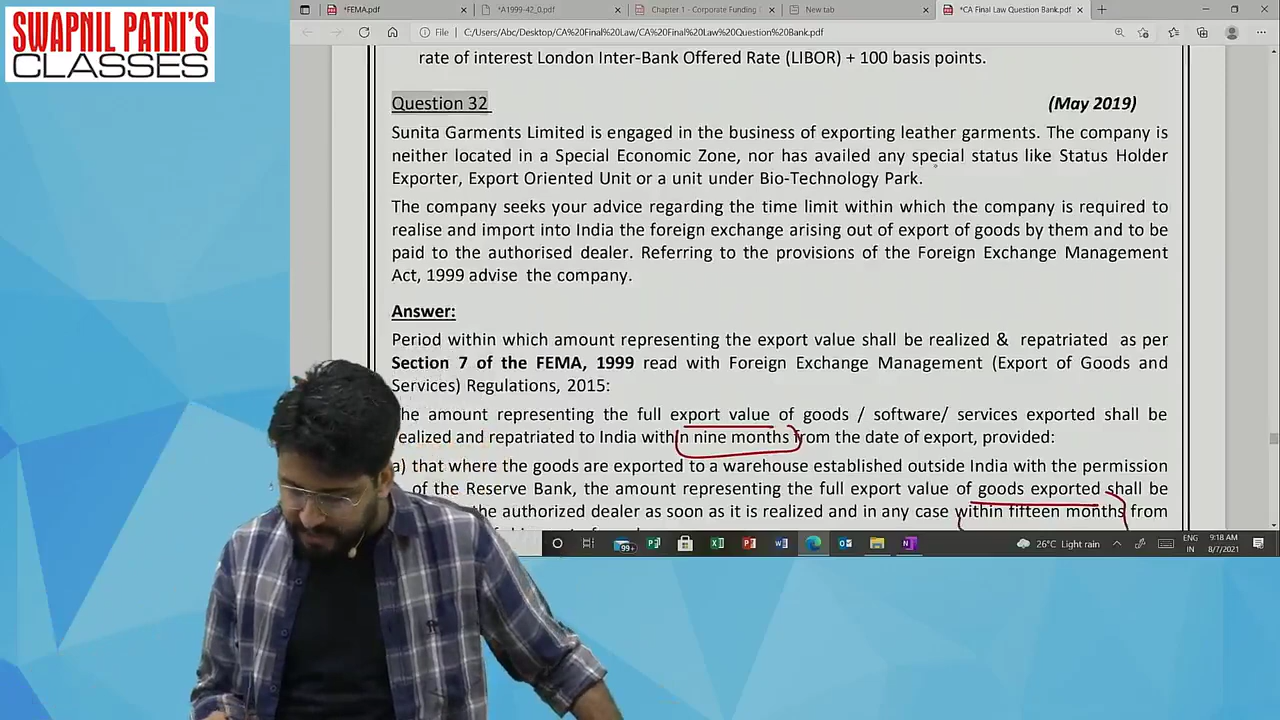 SWAPNIL PATNI'S
CLASSES
*FEMA.pdf
*A1999-42_0.pdf
Chapter 1 - Corporate Funding
New tab
*CA Final Law Question Bank.pdf
File | C:/Users/Abc/Desktop/CA%20Final%20Law/CA%20Final%20Law%20Question%20Bank.pdf
rate of interest London Inter-Bank Offered Rate (LIBOR) + 100 basis points.
Question 32 (May 2019)
Sunita Garments Limited is engaged in the business of exporting leather garments. The company is
neither located in a Special Economic Zone, nor has availed any special status like Status Holder
Exporter, Export Oriented Unit or a unit under Bio-Technology Park.
The company seeks your advice regarding the time limit within which the company is required to
realise and import into India the foreign exchange arising out of export of goods by them and to be
paid to the authorised dealer. Referring to the provisions of the Foreign Exchange Management
Act, 1999 advise the company.
Answer:
Period within which amount representing the export value shall be realized & repatriated as per
Section 7 of the FEMA, 1999 read with Foreign Exchange Management (Export of Goods and
Services) Regulations, 2015:
he amount representing the full export value of goods / software/ services exported shall be
realized and repatriated to India within nine months from the date of export, provided:
a) that where the goods are exported to a warehouse established outside India with the permission
of the Reserve Bank, the amount representing the full export value of goods exported shall be
the authorized dealer as soon as it is realized and in any case within fifteen months from
99+
26°C Light rain
ENG
IN
9:18 AM
8/7/2021